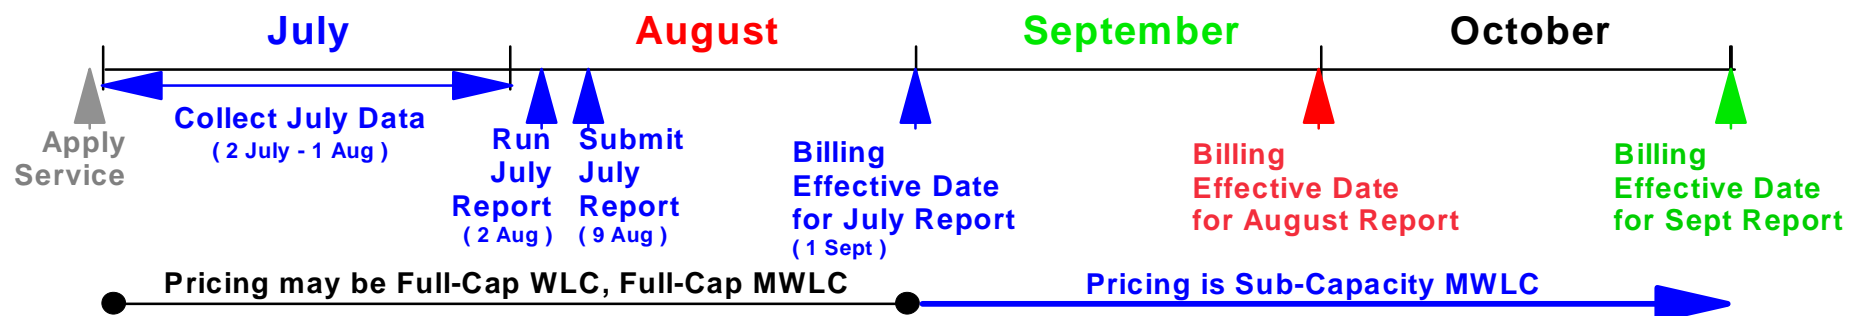 July
August
September
October
Apply
Service
Collect July Data
( 2 July - 1 Aug )
Run
July
Report
( 2 Aug )
Submit
July
Report
( 9 Aug )
Billing
Effective Date
for July Report
( 1 Sept )
Billing
Effective Date
for August Report
Billing
Effective Date
for Sept Report
Pricing may be Full-Cap WLC, Full-Cap MWLC
Pricing is Sub-Capacity MWLC